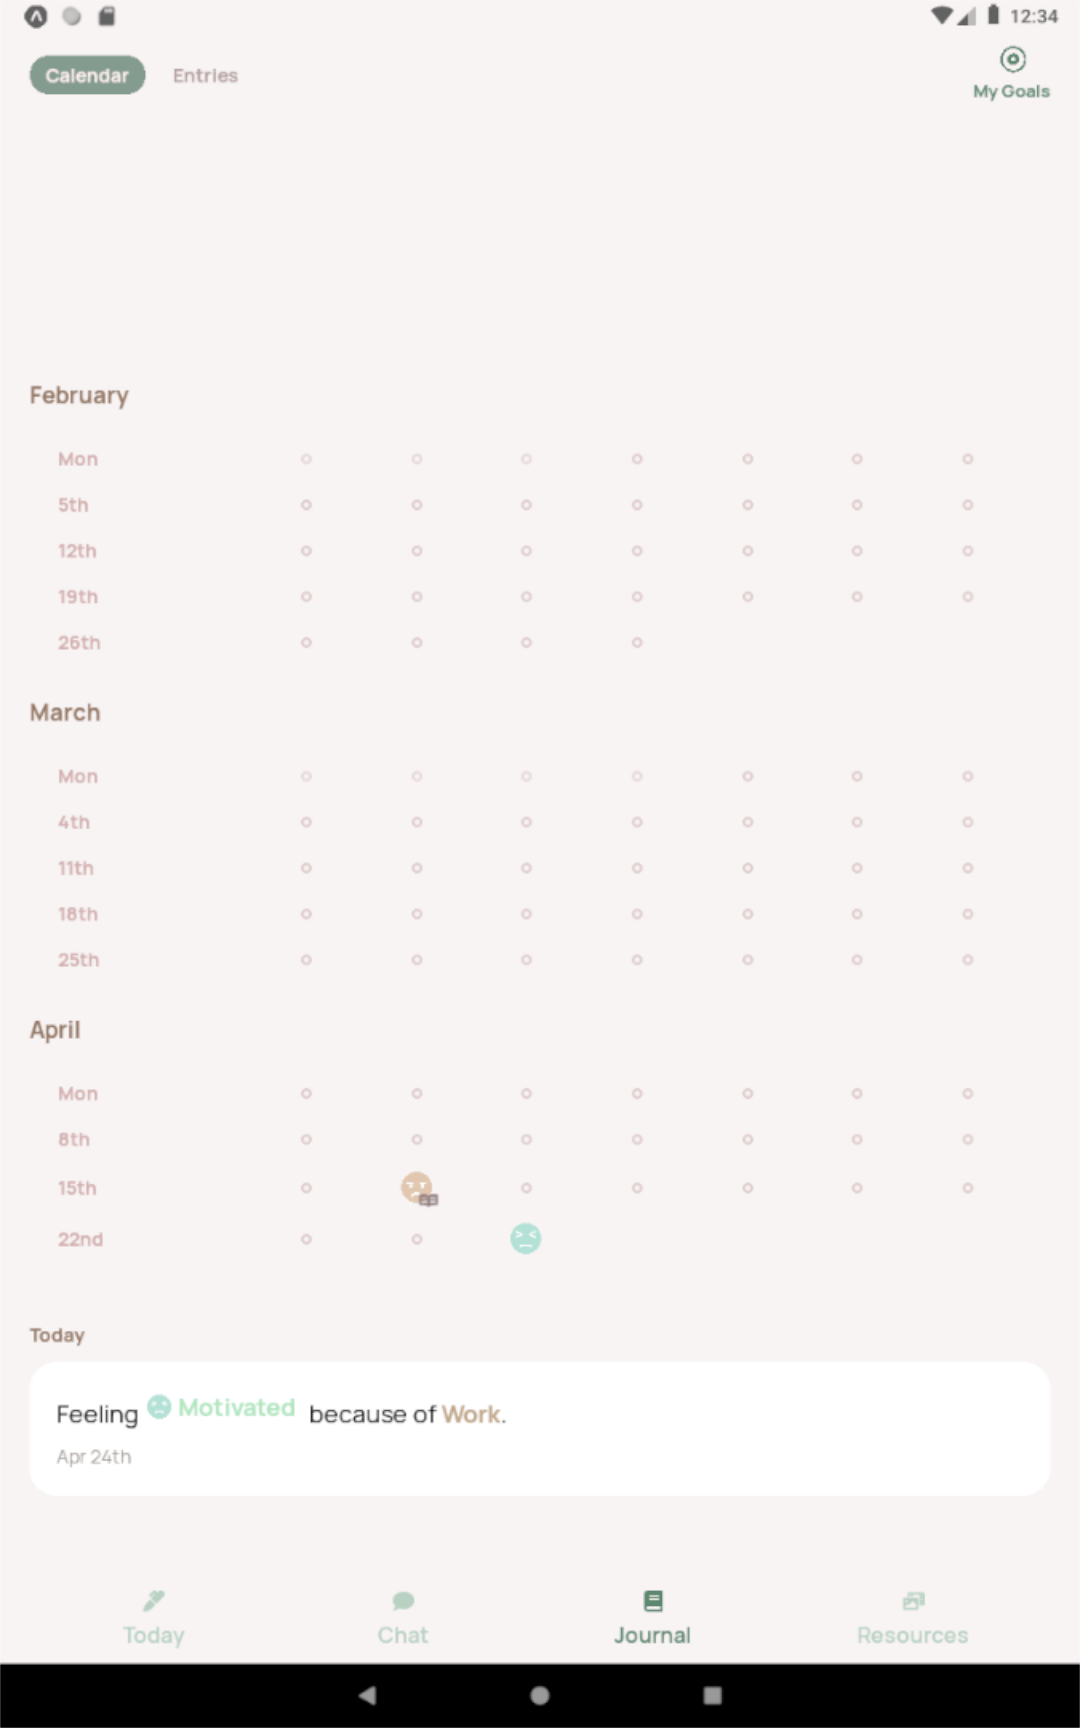 12:34
Calendar Entries
My Goals
February
Mon
5th
12th
19th
26th
March
Mon
4th
11th
18th
25th
April
Mon
8th
15th
22nd
Today
Feeling Motivated because of Work.
Apr 24th
Today Chat Journal Resources